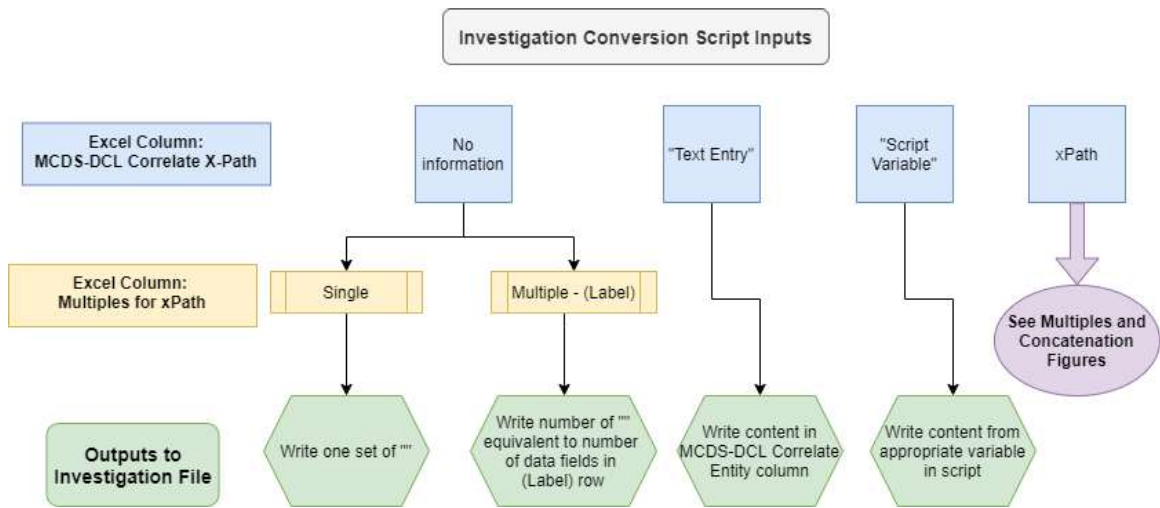 Investigation Conversion Script Inputs
Excel Column:
MCDS-DCL Correlate X-Path
No
information
"Text Entry"
"Script
Variable"
xPath
Excel Column:
Multiples for xPath
Single
Multiple - (Label)
See Multiples and
Concatenation
Figures
Outputs to
Investigation File
Write one set of ""
Write number of ""
equivalent to number
of data fields in
(Label) row
Write content in
MCDS-DCL Correlate
Entity column
Write content from
appropriate variable
in script